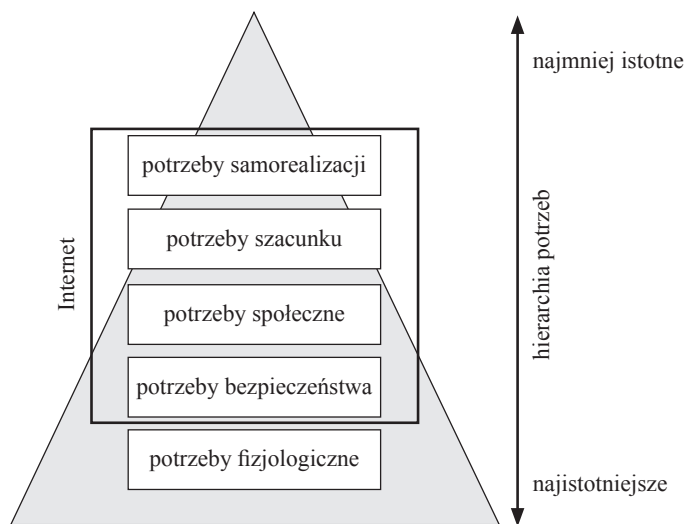 najmniej istotne
potrzeby samorealizacji
potrzeby szacunku
Internet
hierarchia potrzeb
potrzeby społeczne
potrzeby bezpieczeństwa
potrzeby fizjologiczne
najistotniejsze